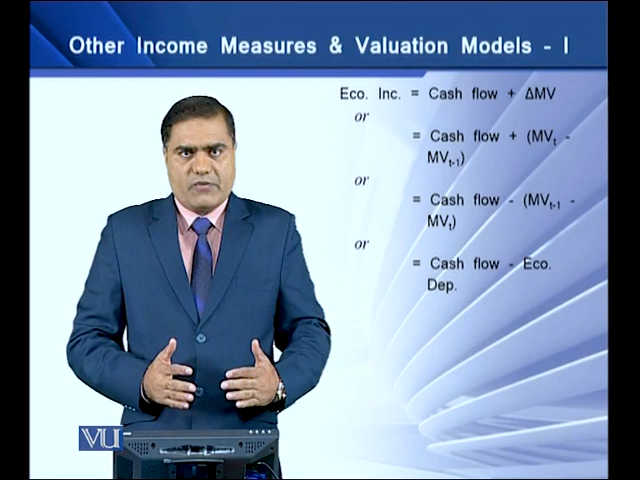 Other Income Measures & Valuation Models - I
Eco. Inc. = Cash flow + ΔMV
or
= Cash flow + (MVt -
MVt-1)
or
= Cash flow - (MVt-1 -
MVt)
or
= Cash flow - Eco.
Dep.
VU